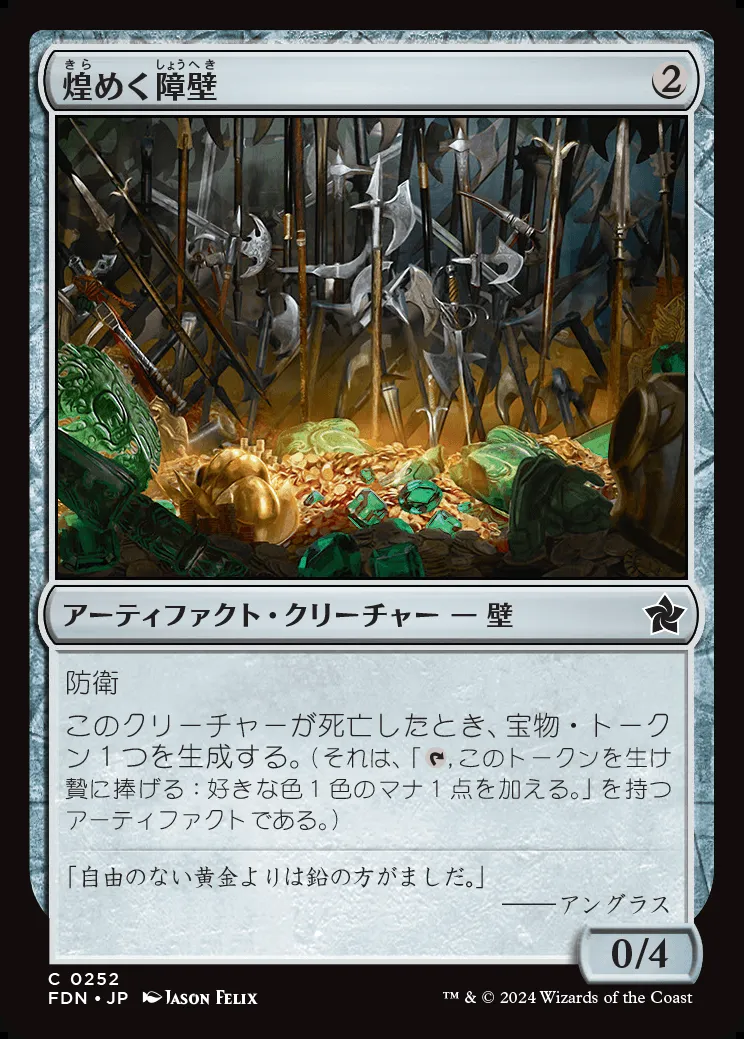 きら しょうへき
煌めく障壁 2
アーティファクト・クリーチャー — 壁
防衛
このクリーチャーが死亡したとき、宝物・トーク
ン1つを生成する。（それは、「,このトークンを生け
贄に捧げる：好きな色1色のマナ1点を加える。」を持つ
アーティファクトである。）
「自由のない黄金よりは鉛の方がましだ。」
——アングラス
0/4
C 0252
FDN • JP JASON FELIX
™ & © 2024 Wizards of the Coast